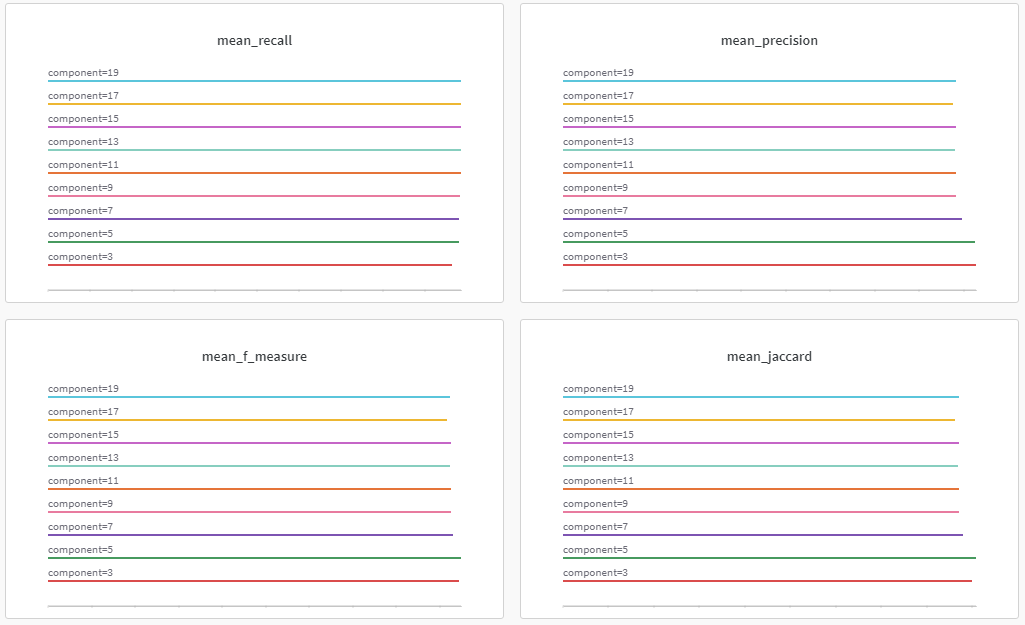 mean_recall
component=19
component=17
component=15
component=13
component=11
component=9
component=7
component=5
component=3
mean_precision
component=19
component=17
component=15
component=13
component=11
component=9
component=7
component=5
component=3
mean_f_measure
component=19
component=17
component=15
component=13
component=11
component=9
component=7
component=5
component=3
mean_jaccard
component=19
component=17
component=15
component=13
component=11
component=9
component=7
component=5
component=3